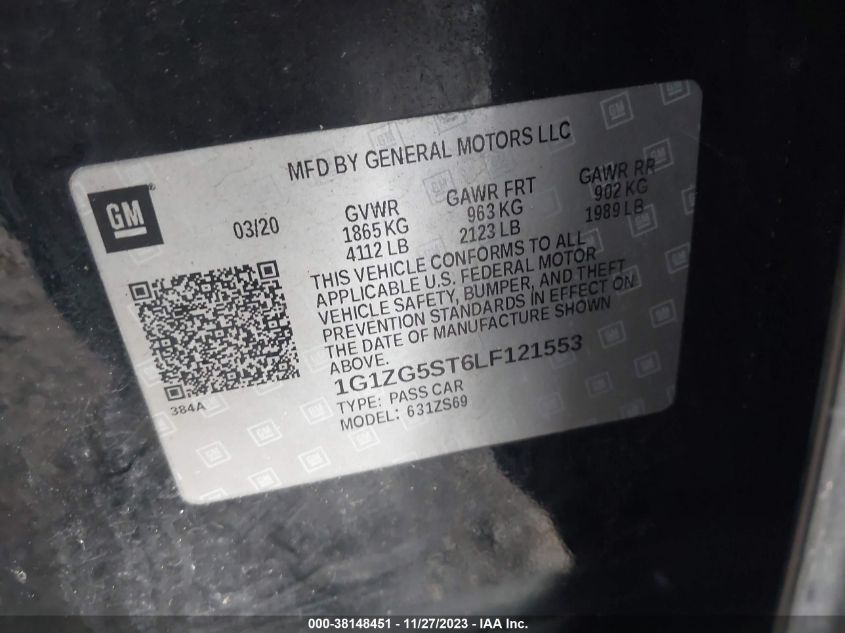 MFD BY GENERAL MOTORS LLC
GM
03/20
GVWR
1865 KG
4112 LB
GAWR FRT
963 KG
2123 LB
GAWR RR
902 KG
1989 LB
THIS VEHICLE CONFORMS TO ALL
APPLICABLE U.S. FEDERAL MOTOR
VEHICLE SAFETY, BUMPER, AND THEFT
PREVENTION STANDARDS IN EFFECT ON
THE DATE OF MANUFACTURE SHOWN
ABOVE.
1G1ZG5ST6LF121553
TYPE: PASS CAR
MODEL: 631ZS69
384A
000-38148451 - 11/27/2023 - IAA Inc.